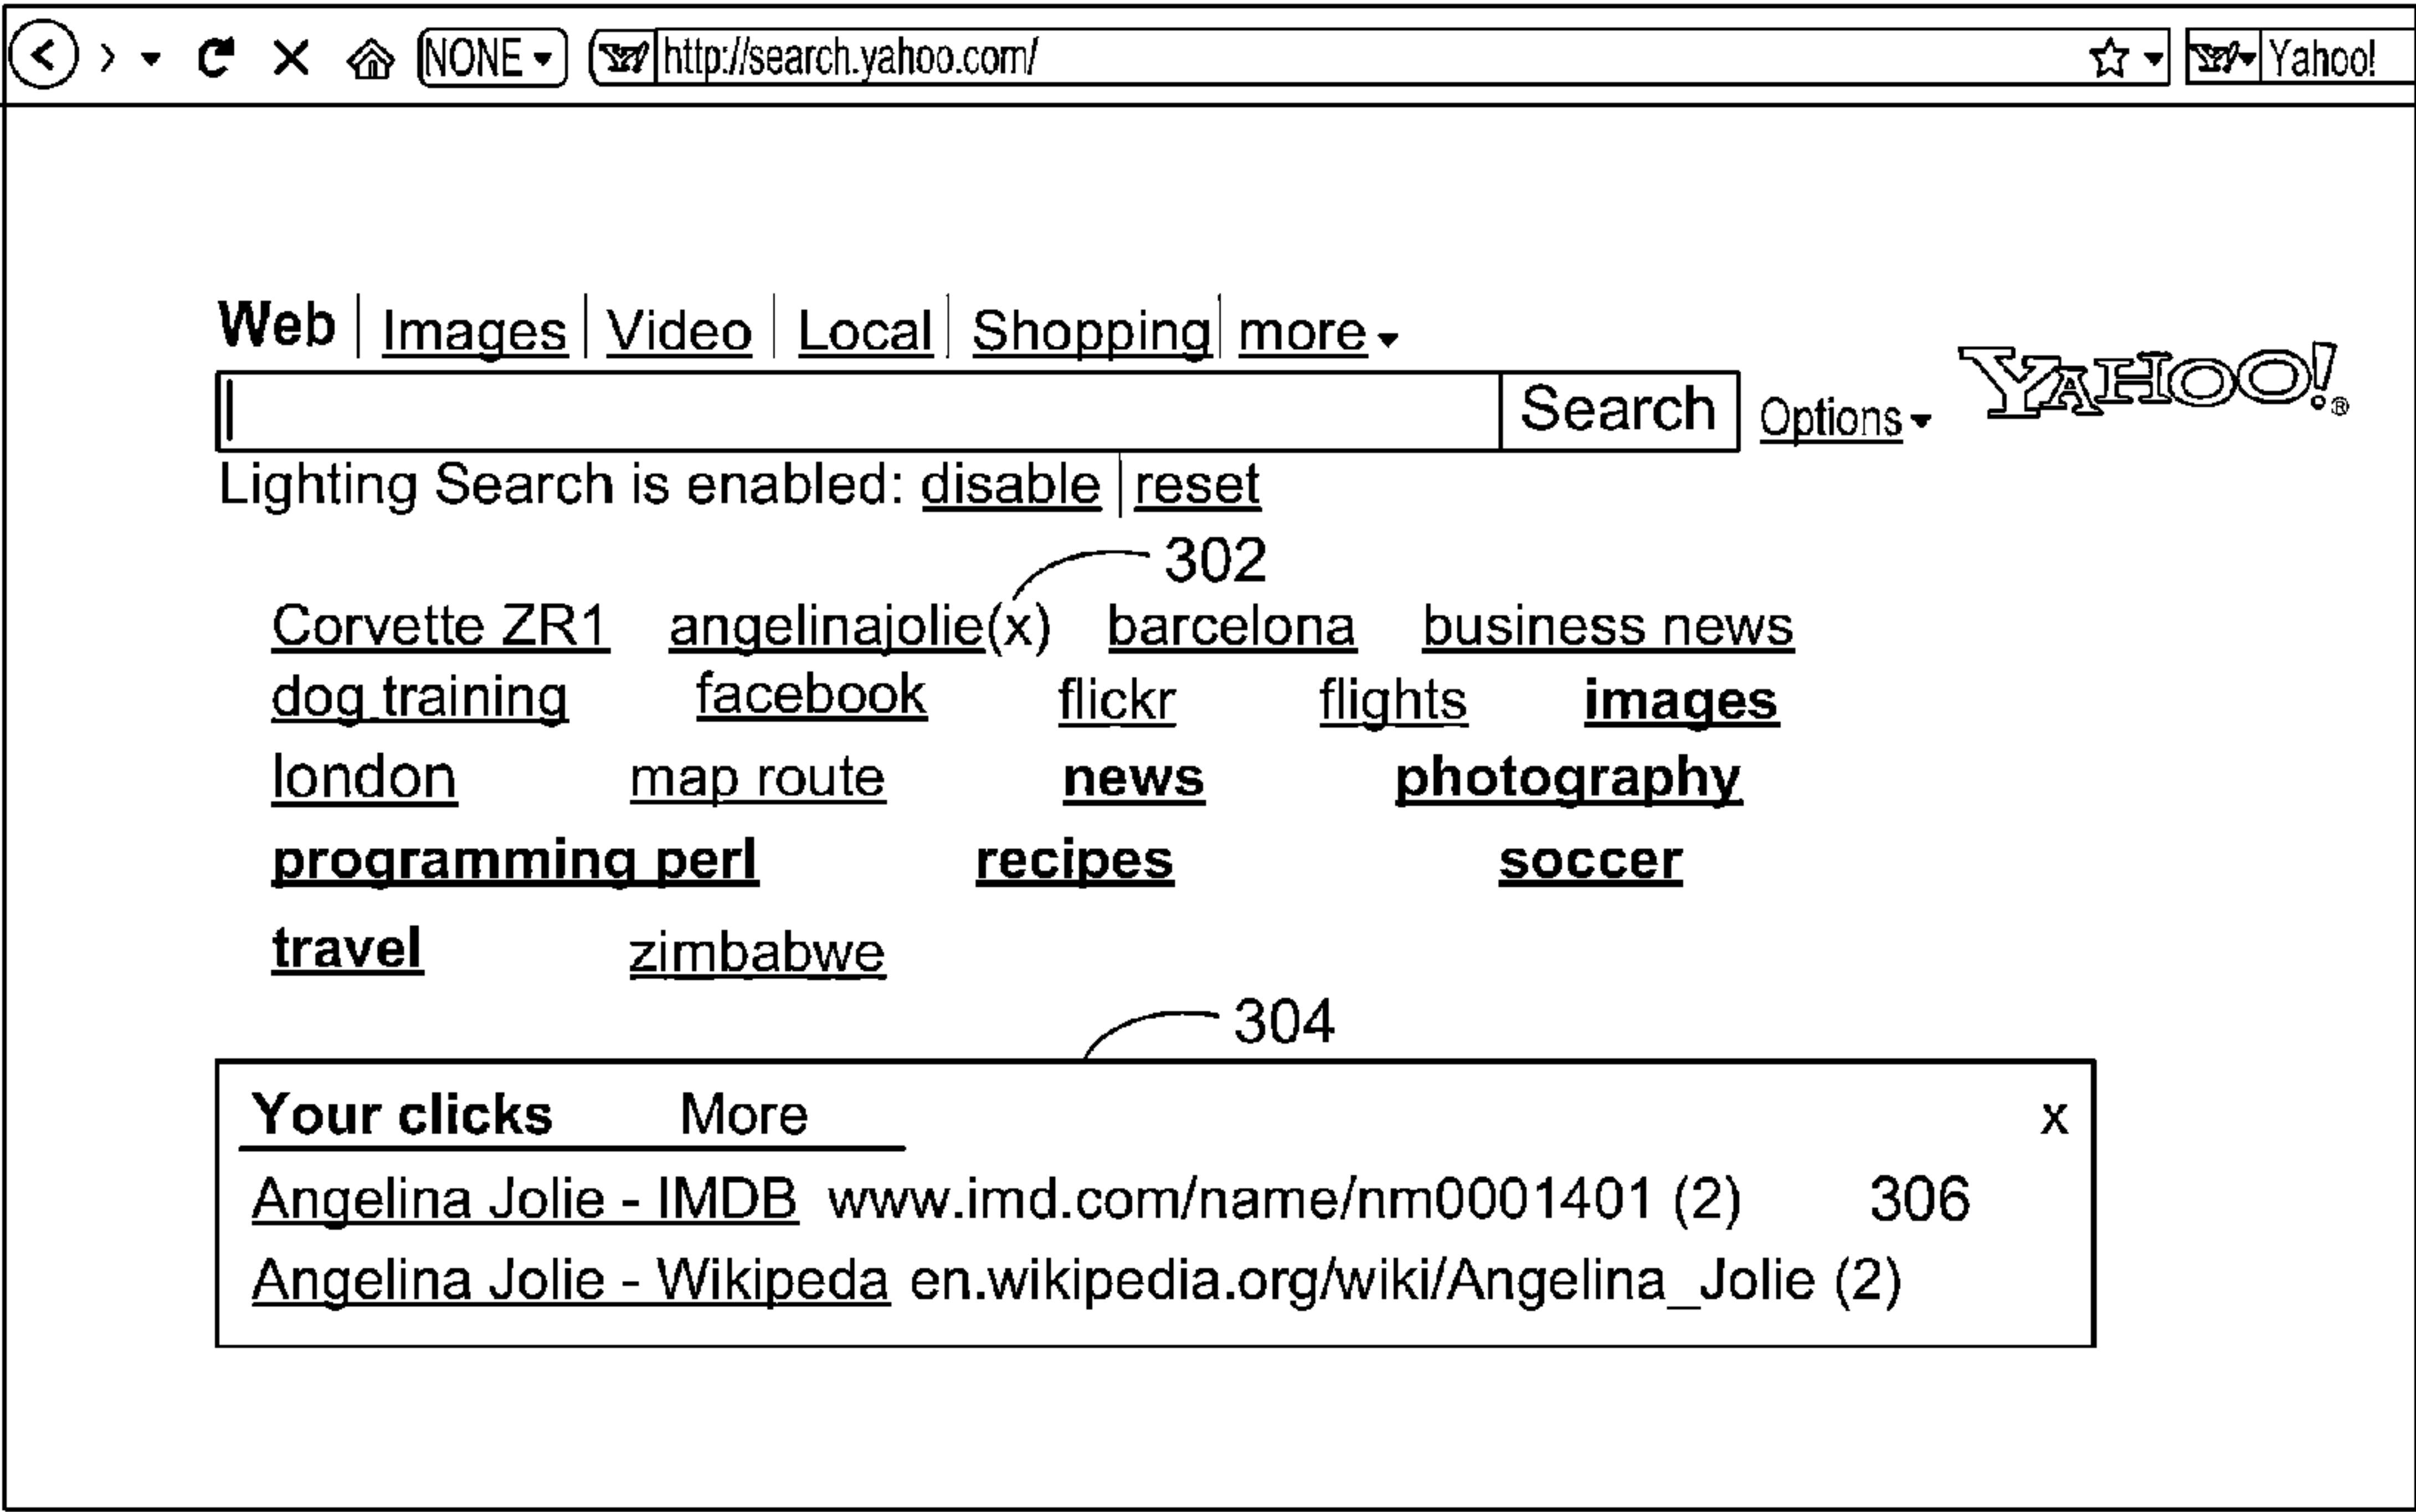 NONE http://search.yahoo.com/ Yahoo!
Web Images Video Local Shopping more
YAHOO!®
Search Options
Lighting Search is enabled: disable reset
302
Corvette ZR1 angelinajolie(x) barcelona business news
dog training facebook flickr flights images
london map route news photography
programming perl recipes soccer
travel zimbabwe
304
Your clicks More x
Angelina Jolie - IMDB www.imd.com/name/nm0001401 (2) 306
Angelina Jolie - Wikipeda en.wikipedia.org/wiki/Angelina_Jolie (2)